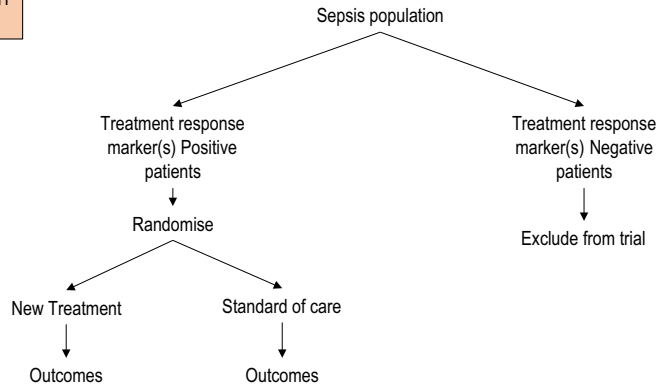 Sepsis population
Treatment response
marker(s) Positive
patients
Treatment response
marker(s) Negative
patients
Randomise
Exclude from trial
New Treatment
Standard of care
Outcomes
Outcomes